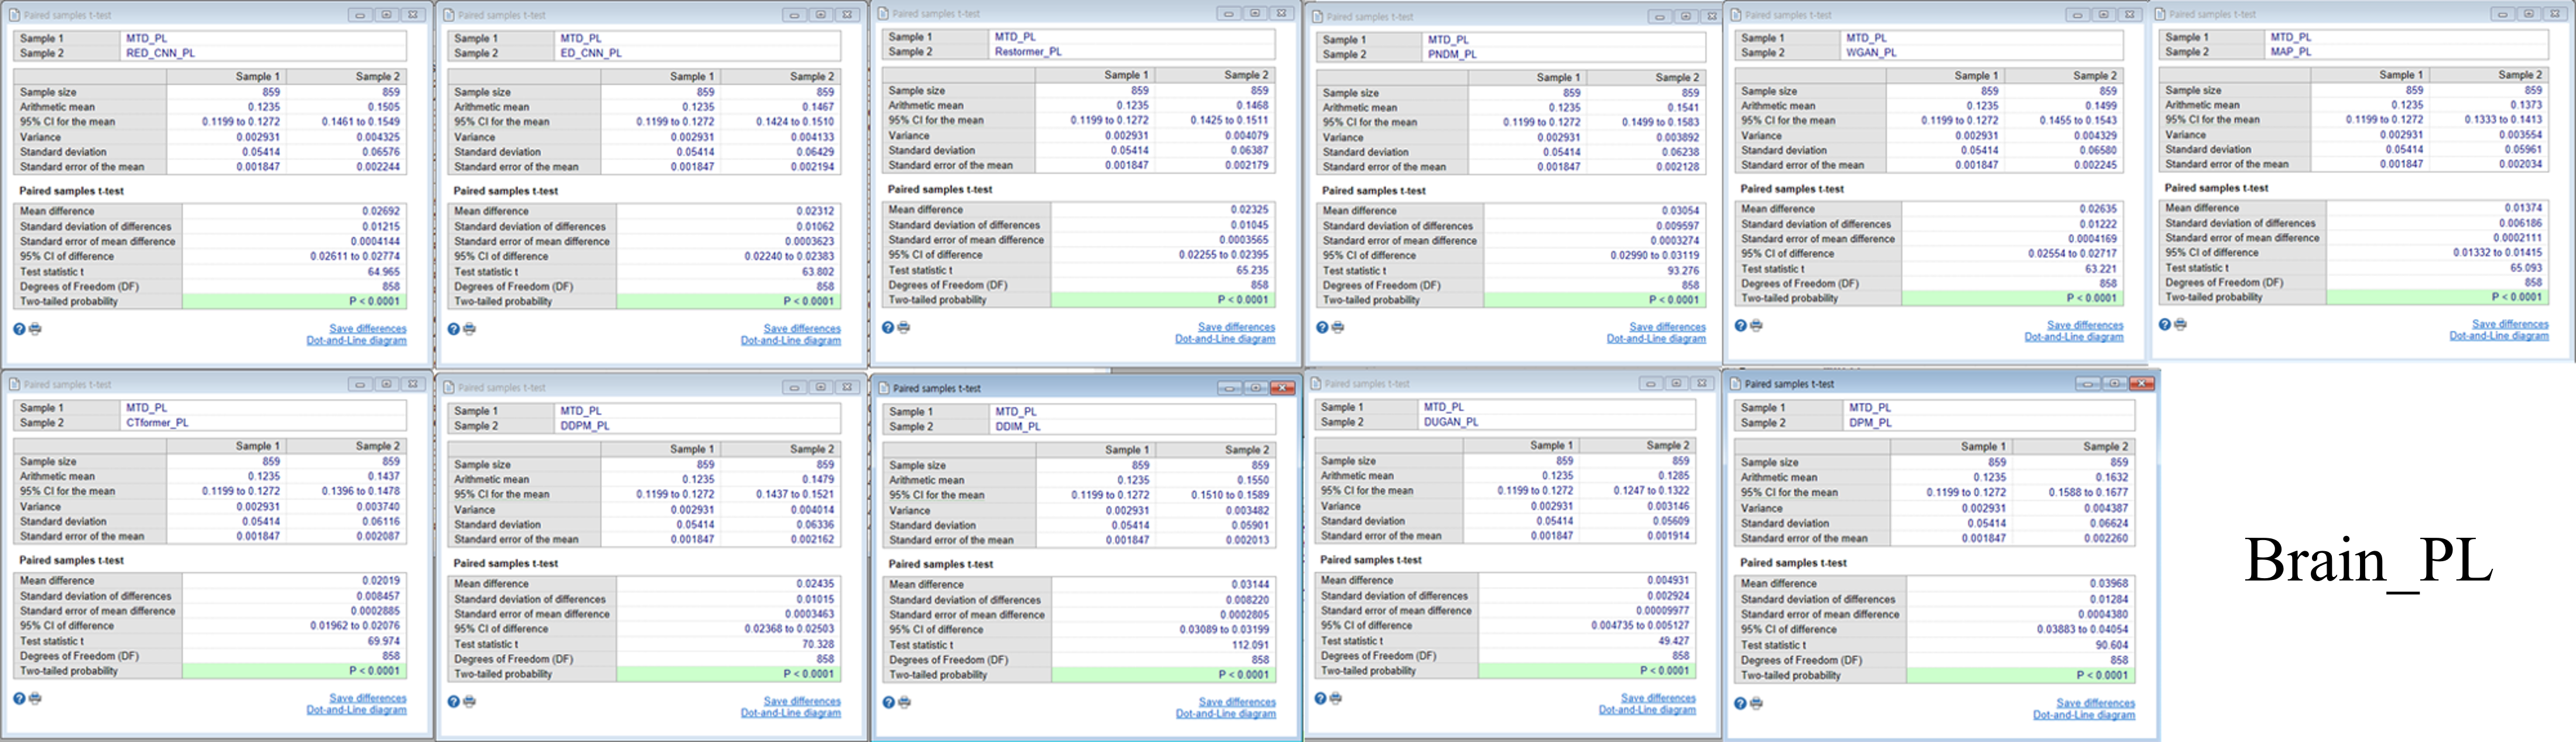 Paired samples t-test
Sample 1 MTD_PL
Sample 2 RED_CNN_PL
Sample 1 Sample 2
Sample size 859 859
Arithmetic mean 0.1235 0.1505
95% CI for the mean 0.1199 to 0.1272 0.1461 to 0.1549
Variance 0.002931 0.004325
Standard deviation 0.05414 0.06576
Standard error of the mean 0.001847 0.002244
Paired samples t-test
Mean difference 0.02692
Standard deviation of differences 0.01215
Standard error of mean difference 0.0004144
95% CI of difference 0.02611 to 0.02774
Test statistic t 64.965
Degrees of Freedom (DF) 858
Two-tailed probability P < 0.0001
Save differences
Dot-and-Line diagram
Paired samples t-test
Sample 1 MTD_PL
Sample 2 ED_CNN_PL
Sample 1 Sample 2
Sample size 859 859
Arithmetic mean 0.1235 0.1467
95% CI for the mean 0.1199 to 0.1272 0.1424 to 0.1510
Variance 0.002931 0.004133
Standard deviation 0.05414 0.06429
Standard error of the mean 0.001847 0.002194
Paired samples t-test
Mean difference 0.02312
Standard deviation of differences 0.01062
Standard error of mean difference 0.0003623
95% CI of difference 0.02240 to 0.02383
Test statistic t 63.802
Degrees of Freedom (DF) 858
Two-tailed probability P < 0.0001
Save differences
Dot-and-Line diagram
Paired samples t-test
Sample 1 MTD_PL
Sample 2 Restormer_PL
Sample 1 Sample 2
Sample size 859 859
Arithmetic mean 0.1235 0.1468
95% CI for the mean 0.1199 to 0.1272 0.1425 to 0.1511
Variance 0.002931 0.004079
Standard deviation 0.05414 0.06387
Standard error of the mean 0.001847 0.002179
Paired samples t-test
Mean difference 0.02325
Standard deviation of differences 0.01045
Standard error of mean difference 0.0003565
95% CI of difference 0.02255 to 0.02395
Test statistic t 65.235
Degrees of Freedom (DF) 858
Two-tailed probability P < 0.0001
Save differences
Dot-and-Line diagram
Paired samples t-test
Sample 1 MTD_PL
Sample 2 PNDM_PL
Sample 1 Sample 2
Sample size 859 859
Arithmetic mean 0.1235 0.1541
95% CI for the mean 0.1199 to 0.1272 0.1499 to 0.1583
Variance 0.002931 0.003892
Standard deviation 0.05414 0.06238
Standard error of the mean 0.001847 0.002128
Paired samples t-test
Mean difference 0.03054
Standard deviation of differences 0.009597
Standard error of mean difference 0.0003274
95% CI of difference 0.02990 to 0.03119
Test statistic t 93.276
Degrees of Freedom (DF) 858
Two-tailed probability P < 0.0001
Save differences
Dot-and-Line diagram
Paired samples t-test
Sample 1 MTD_PL
Sample 2 WGAN_PL
Sample 1 Sample 2
Sample size 859 859
Arithmetic mean 0.1235 0.1499
95% CI for the mean 0.1199 to 0.1272 0.1455 to 0.1543
Variance 0.002931 0.004329
Standard deviation 0.05414 0.06580
Standard error of the mean 0.001847 0.002245
Paired samples t-test
Mean difference 0.02635
Standard deviation of differences 0.01222
Standard error of mean difference 0.0004169
95% CI of difference 0.02554 to 0.02717
Test statistic t 63.221
Degrees of Freedom (DF) 858
Two-tailed probability P < 0.0001
Save differences
Dot-and-Line diagram
Paired samples t-test
Sample 1 MTD_PL
Sample 2 MAP_PL
Sample 1 Sample 2
Sample size 859 859
Arithmetic mean 0.1235 0.1373
95% CI for the mean 0.1199 to 0.1272 0.1333 to 0.1413
Variance 0.002931 0.003554
Standard deviation 0.05414 0.05961
Standard error of the mean 0.001847 0.002034
Paired samples t-test
Mean difference 0.01374
Standard deviation of differences 0.006186
Standard error of mean difference 0.0002111
95% CI of difference 0.01332 to 0.01415
Test statistic t 65.093
Degrees of Freedom (DF) 858
Two-tailed probability P < 0.0001
Save differences
Dot-and-Line diagram
Paired samples t-test
Sample 1 MTD_PL
Sample 2 CTformer_PL
Sample 1 Sample 2
Sample size 859 859
Arithmetic mean 0.1235 0.1437
95% CI for the mean 0.1199 to 0.1272 0.1396 to 0.1478
Variance 0.002931 0.003740
Standard deviation 0.05414 0.06116
Standard error of the mean 0.001847 0.002087
Paired samples t-test
Mean difference 0.02019
Standard deviation of differences 0.008457
Standard error of mean difference 0.0002885
95% CI of difference 0.01962 to 0.02076
Test statistic t 69.974
Degrees of Freedom (DF) 858
Two-tailed probability P < 0.0001
Save differences
Dot-and-Line diagram
Paired samples t-test
Sample 1 MTD_PL
Sample 2 DDPM_PL
Sample 1 Sample 2
Sample size 859 859
Arithmetic mean 0.1235 0.1479
95% CI for the mean 0.1199 to 0.1272 0.1437 to 0.1521
Variance 0.002931 0.004014
Standard deviation 0.05414 0.06336
Standard error of the mean 0.001847 0.002162
Paired samples t-test
Mean difference 0.02435
Standard deviation of differences 0.01015
Standard error of mean difference 0.0003463
95% CI of difference 0.02368 to 0.02503
Test statistic t 70.328
Degrees of Freedom (DF) 858
Two-tailed probability P < 0.0001
Save differences
Dot-and-Line diagram
Paired samples t-test
Sample 1 MTD_PL
Sample 2 DDIM_PL
Sample 1 Sample 2
Sample size 859 859
Arithmetic mean 0.1235 0.1550
95% CI for the mean 0.1199 to 0.1272 0.1510 to 0.1589
Variance 0.002931 0.003482
Standard deviation 0.05414 0.05901
Standard error of the mean 0.001847 0.002013
Paired samples t-test
Mean difference 0.03144
Standard deviation of differences 0.008220
Standard error of mean difference 0.0002805
95% CI of difference 0.03089 to 0.03199
Test statistic t 112.091
Degrees of Freedom (DF) 858
Two-tailed probability P < 0.0001
Save differences
Dot-and-Line diagram
Paired samples t-test
Sample 1 MTD_PL
Sample 2 DUGAN_PL
Sample 1 Sample 2
Sample size 859 859
Arithmetic mean 0.1235 0.1285
95% CI for the mean 0.1199 to 0.1272 0.1247 to 0.1322
Variance 0.002931 0.003146
Standard deviation 0.05414 0.05609
Standard error of the mean 0.001847 0.001914
Paired samples t-test
Mean difference 0.004931
Standard deviation of differences 0.002924
Standard error of mean difference 0.00009977
95% CI of difference 0.004735 to 0.005127
Test statistic t 49.427
Degrees of Freedom (DF) 858
Two-tailed probability P < 0.0001
Save differences
Dot-and-Line diagram
Paired samples t-test
Sample 1 MTD_PL
Sample 2 DPM_PL
Sample 1 Sample 2
Sample size 859 859
Arithmetic mean 0.1235 0.1632
95% CI for the mean 0.1199 to 0.1272 0.1588 to 0.1677
Variance 0.002931 0.004387
Standard deviation 0.05414 0.06624
Standard error of the mean 0.001847 0.002260
Paired samples t-test
Mean difference 0.03968
Standard deviation of differences 0.01284
Standard error of mean difference 0.0004380
95% CI of difference 0.03883 to 0.04054
Test statistic t 90.604
Degrees of Freedom (DF) 858
Two-tailed probability P < 0.0001
Save differences
Dot-and-Line diagram
Brain_PL